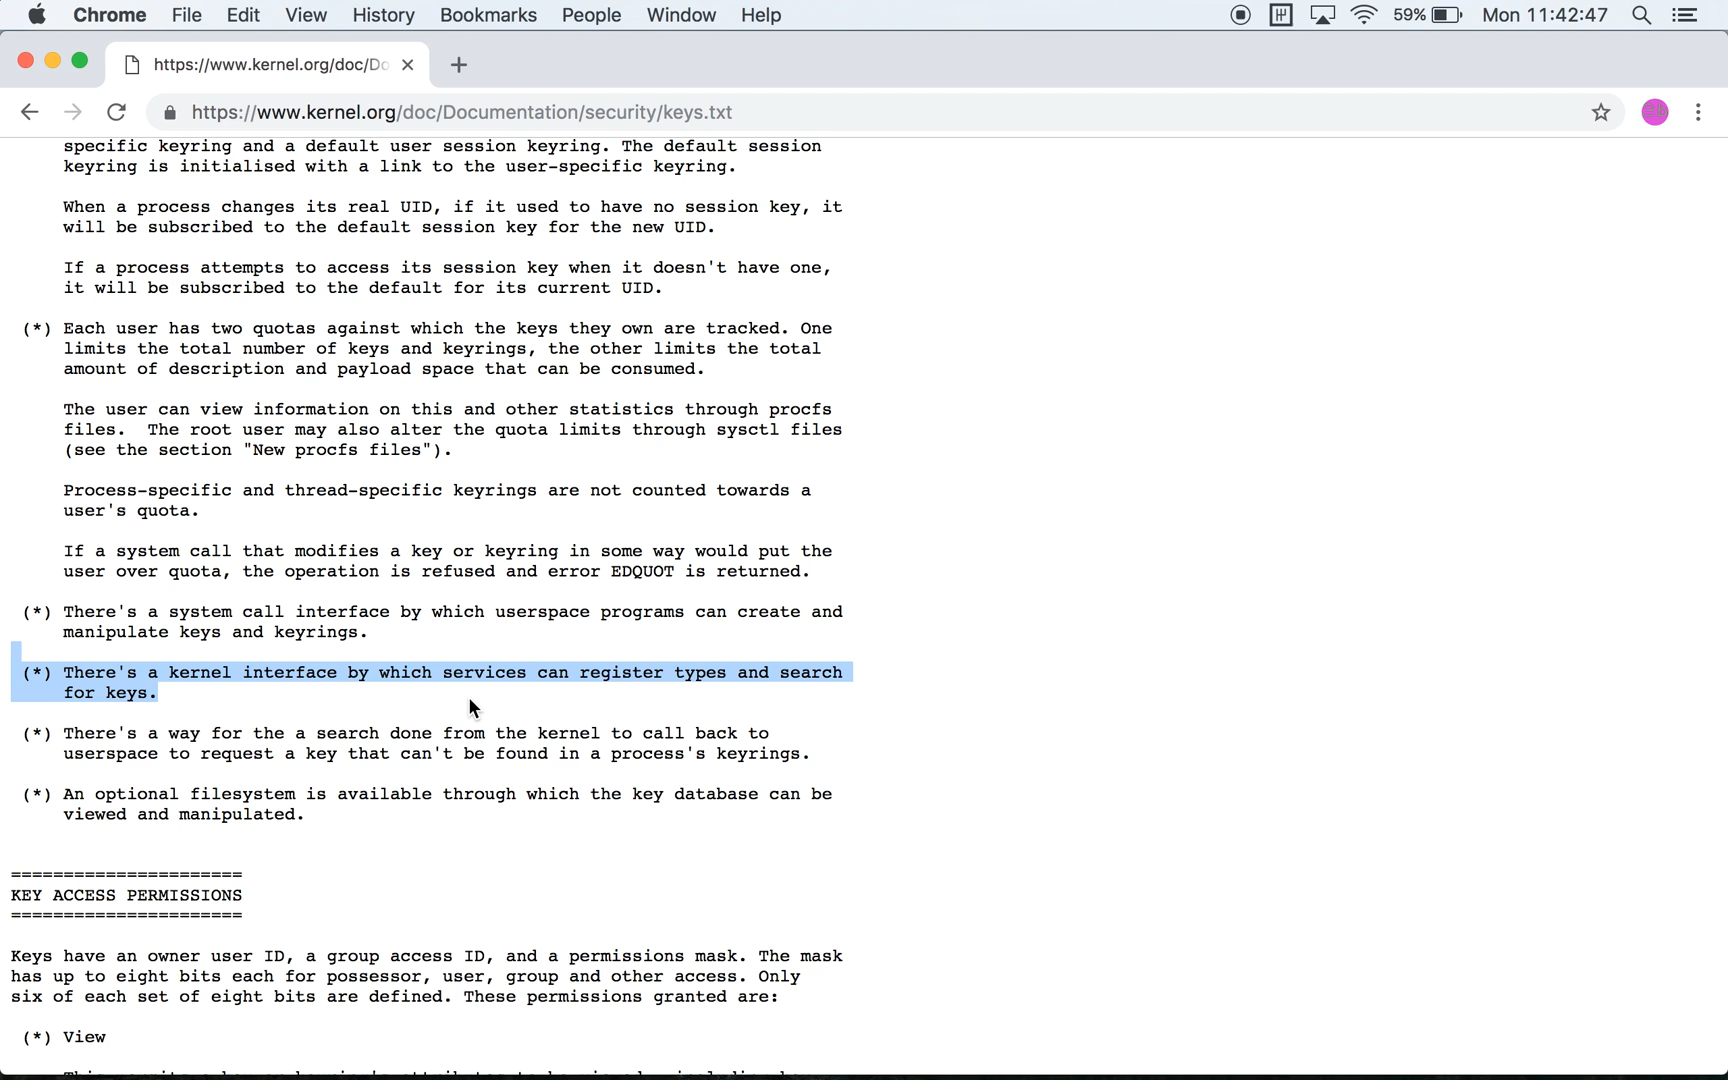 Chrome File Edit View History Bookmarks People Window Help 59% Mon 11:42:47
https://www.kernel.org/doc/Do
https://www.kernel.org/doc/Documentation/security/keys.txt
specific keyring and a default user session keyring. The default session
keyring is initialised with a link to the user-specific keyring.
When a process changes its real UID, if it used to have no session key, it
will be subscribed to the default session key for the new UID.
If a process attempts to access its session key when it doesn't have one,
it will be subscribed to the default for its current UID.
(*) Each user has two quotas against which the keys they own are tracked. One
limits the total number of keys and keyrings, the other limits the total
amount of description and payload space that can be consumed.
The user can view information on this and other statistics through procfs
files.  The root user may also alter the quota limits through sysctl files
(see the section "New procfs files").
Process-specific and thread-specific keyrings are not counted towards a
user's quota.
If a system call that modifies a key or keyring in some way would put the
user over quota, the operation is refused and error EDQUOT is returned.
(*) There's a system call interface by which userspace programs can create and
manipulate keys and keyrings.
(*) There's a kernel interface by which services can register types and search
for keys.
(*) There's a way for the a search done from the kernel to call back to
userspace to request a key that can't be found in a process's keyrings.
(*) An optional filesystem is available through which the key database can be
viewed and manipulated.
======================
KEY ACCESS PERMISSIONS
======================
Keys have an owner user ID, a group access ID, and a permissions mask. The mask
has up to eight bits each for possessor, user, group and other access. Only
six of each set of eight bits are defined. These permissions granted are:
(*) View